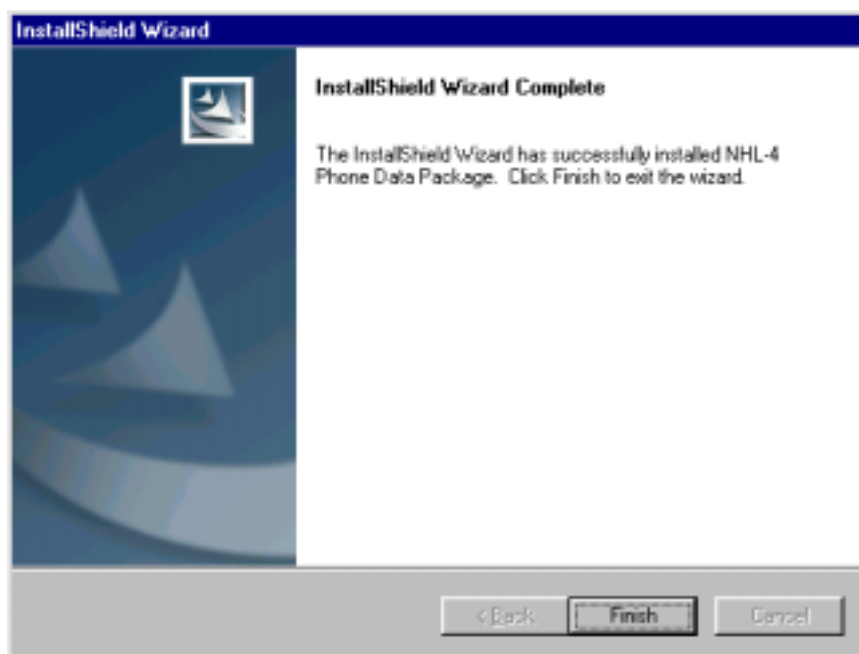 InstallShield Wizard
InstallShield Wizard Complete
The InstallShield Wizard has successfully installed NHL-4
Phone Data Package. Click Finish to exit the wizard.
< Back
Finish
Cancel